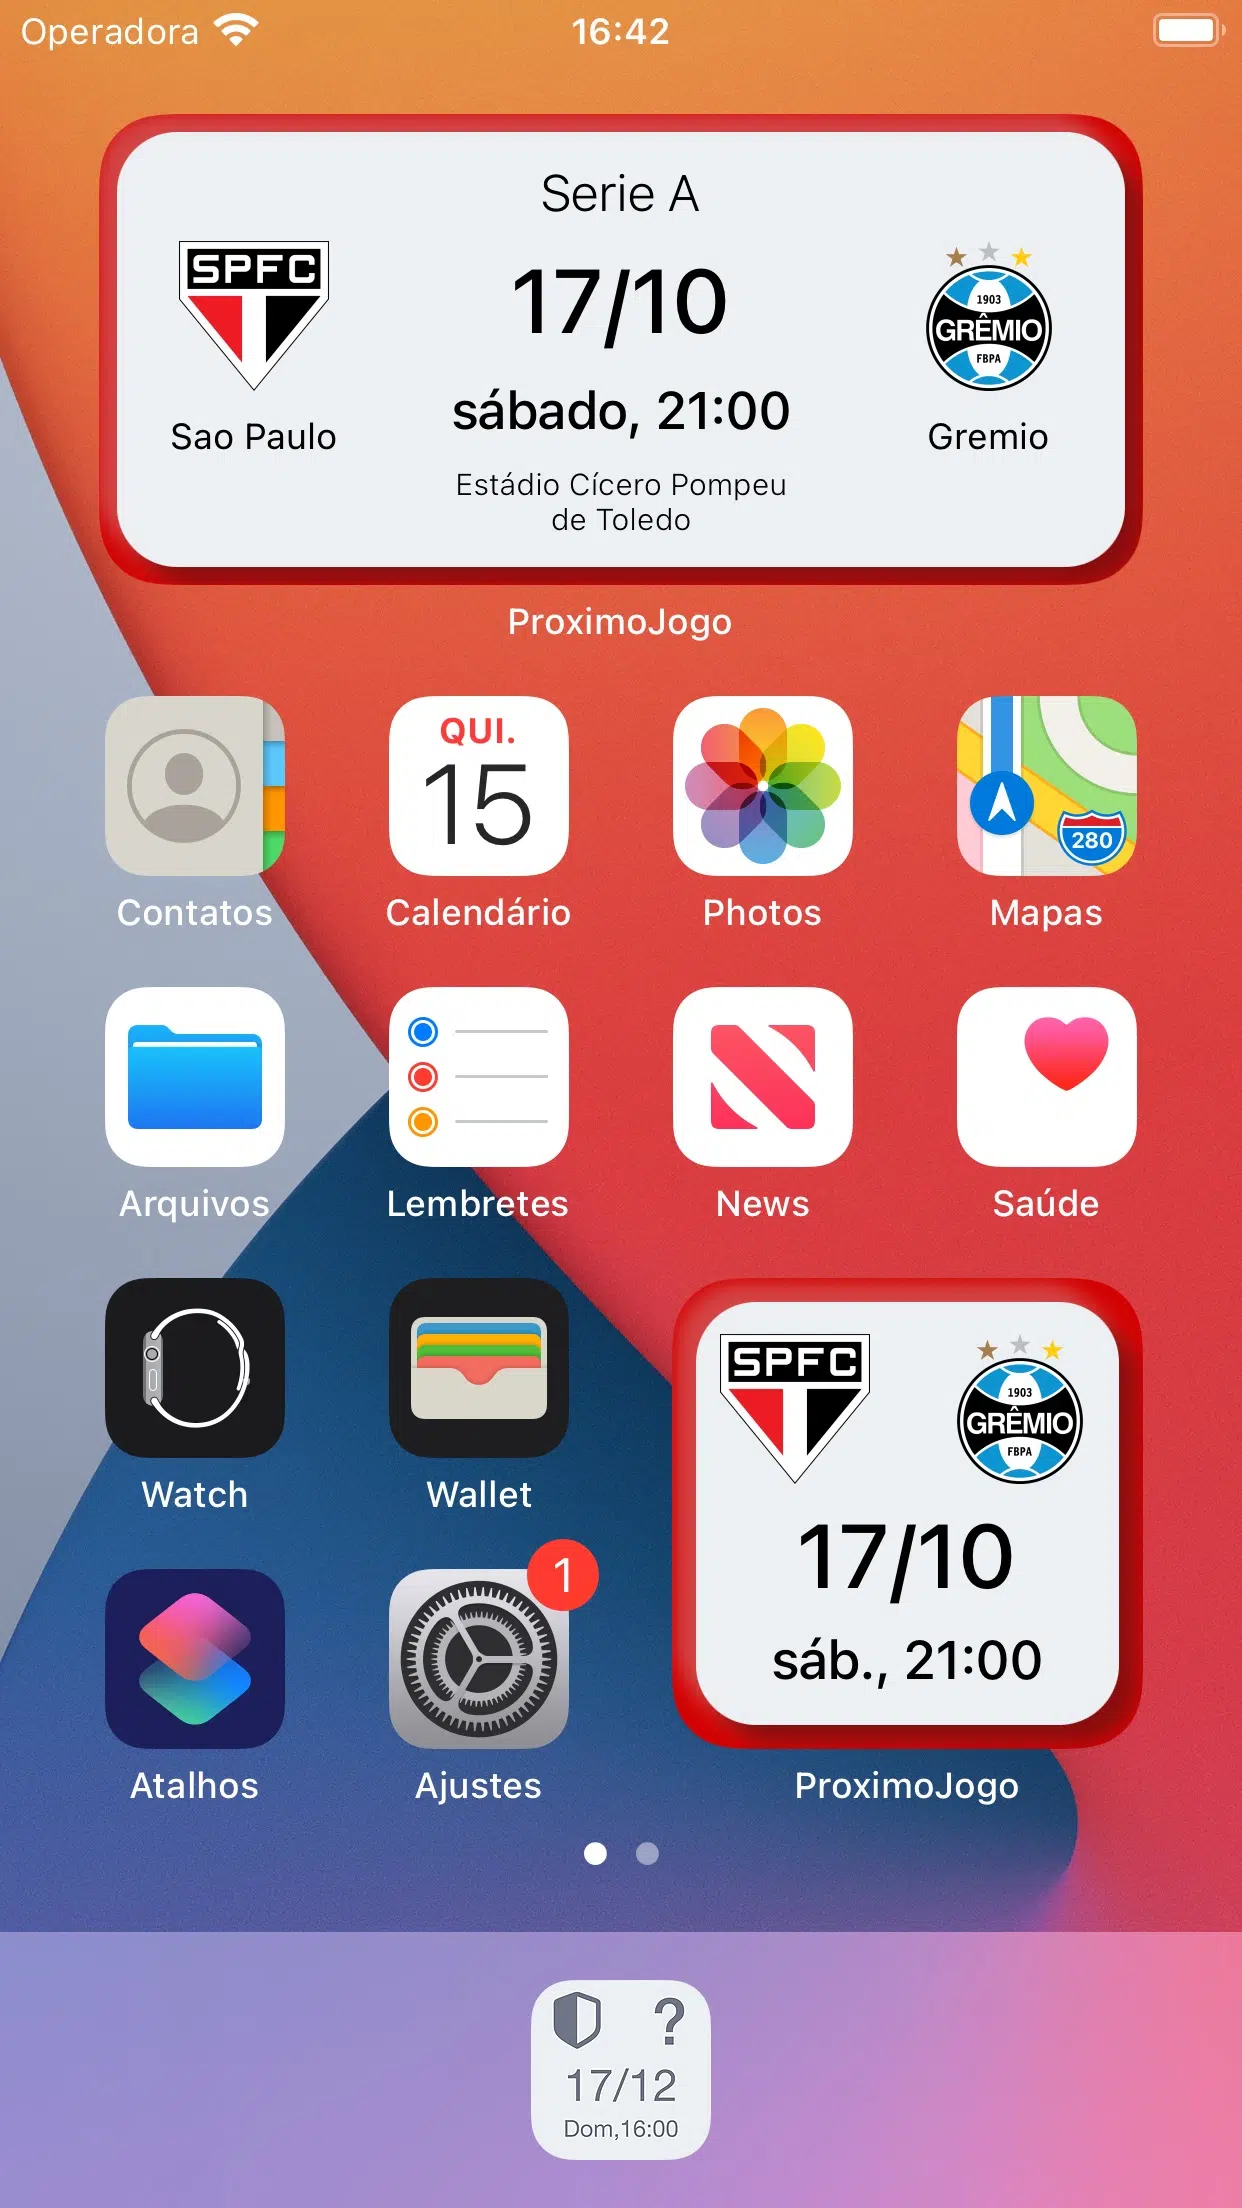 Operadora
16:42
Serie A
SPFC
17/10
1903
GRÊMIO
FBPA
sábado, 21:00
Sao Paulo
Gremio
Estádio Cícero Pompeu
de Toledo
ProximoJogo
QUI.
15
280
Contatos
Calendário
Photos
Mapas
Arquivos
Lembretes
News
Saúde
Watch
Wallet
SPFC
1903
GRÊMIO
FBPA
17/10
sáb., 21:00
1
Atalhos
Ajustes
ProximoJogo
?
17/12
Dom,16:00